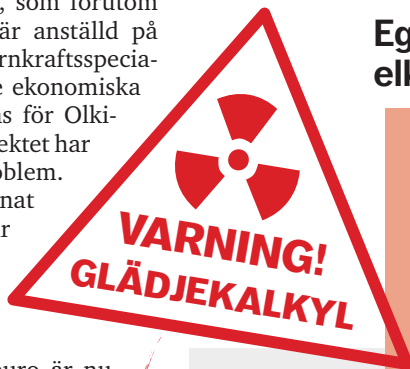 , som förutom
är anställd på
rnkraftsspecia-
e ekonomiska
s för Olki-
ektet har
blem.
nat
r
VARNING!
GLÄDJEKALKYL
Eg
elk
euro är nu